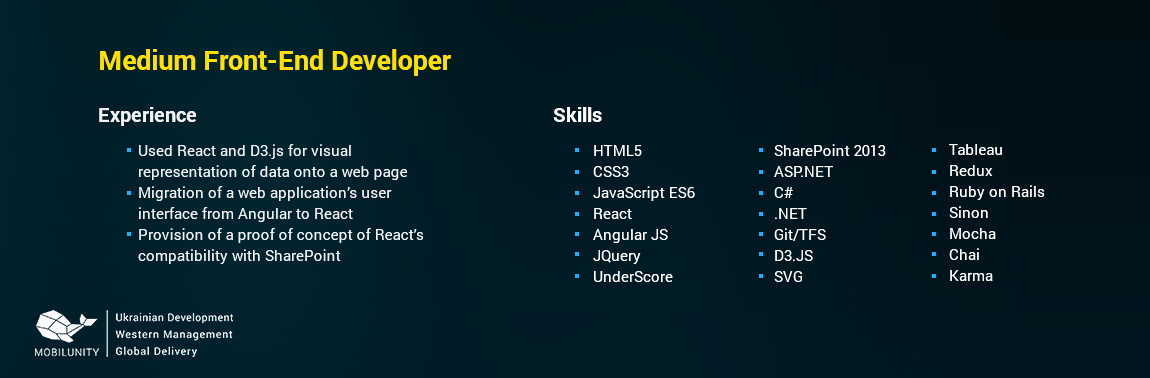 Medium Front-End Developer
Experience
Used React and D3.js for visual
representation of data onto a web page
Migration of a web application's user
interface from Angular to React
Provision of a proof of concept of React's
compatibility with SharePoint
Skills
HTML5
CSS3
JavaScript ES6
React
Angular JS
JQuery
UnderScore
SharePoint 2013
ASP.NET
C#
.NET
Git/TFS
D3.JS
SVG
Tableau
Redux
Ruby on Rails
Sinon
Mocha
Chai
Karma
MOBILUNITY
Ukrainian Development
Western Management
Global Delivery